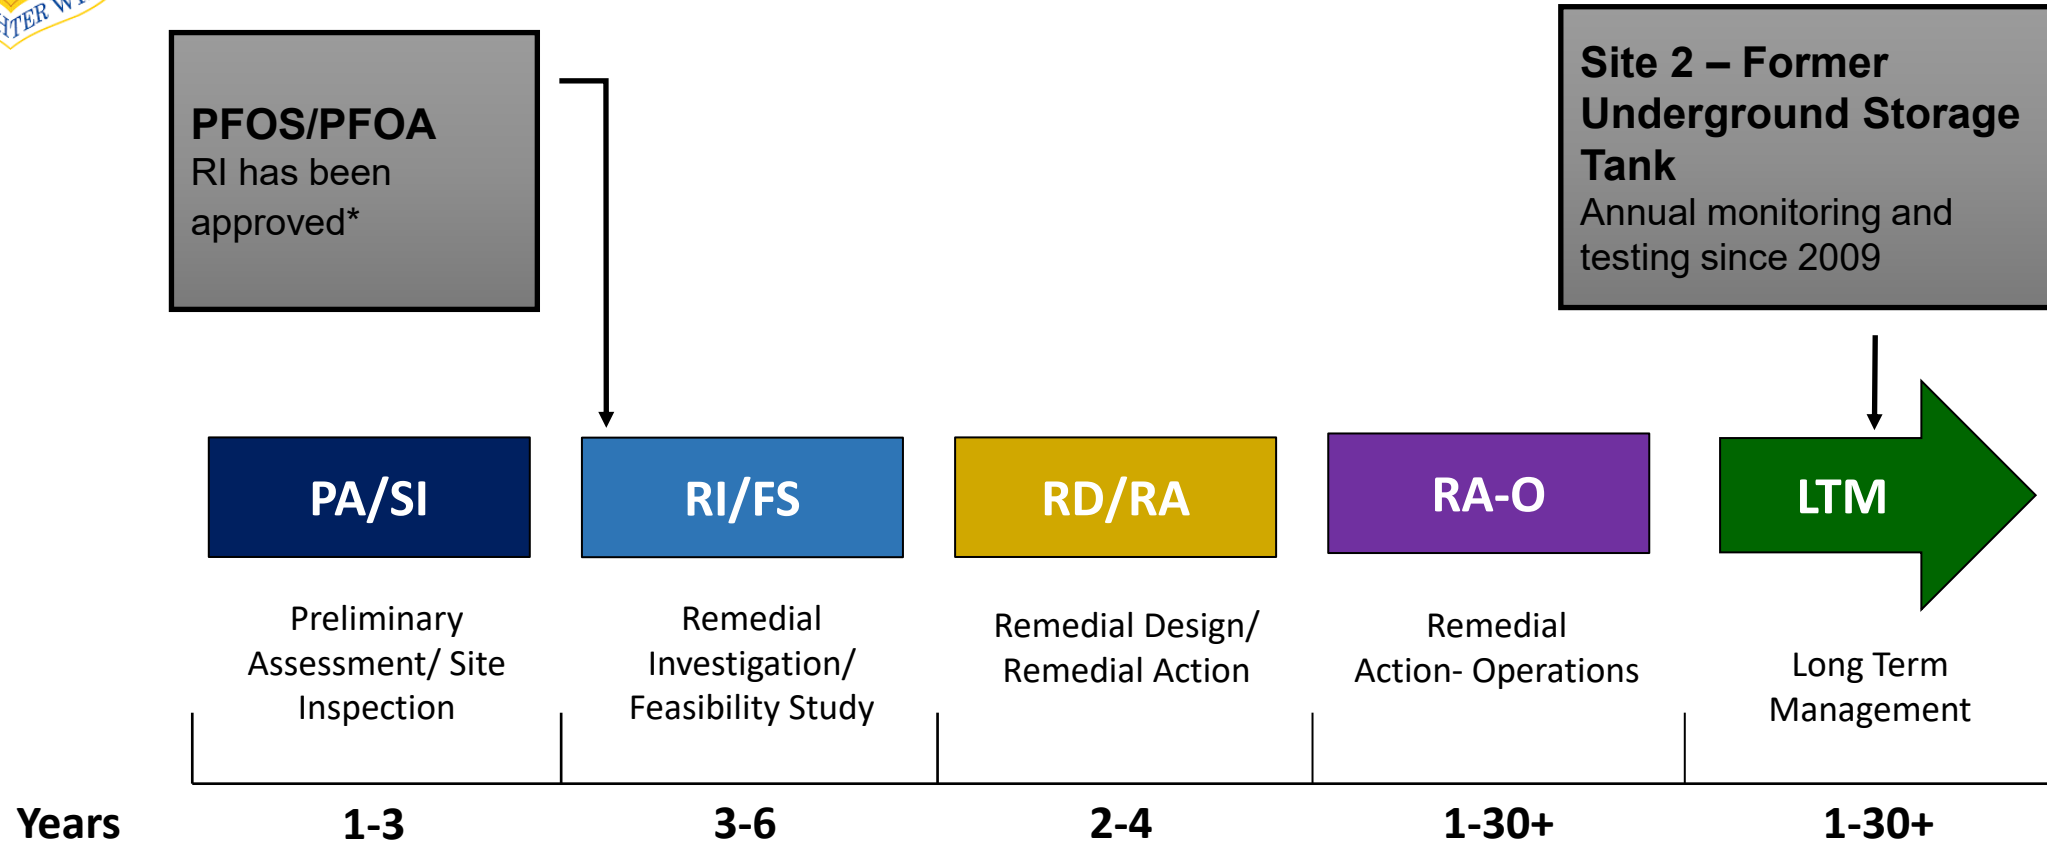 PFOS/PFOA
RI has been
approved*
Site 2 – Former
Underground Storage
Tank
Annual monitoring and
testing since 2009
PA/SI
RI/FS
RD/RA
RA-O
LTM
Preliminary
Assessment/ Site
Inspection
Remedial
Investigation/
Feasibility Study
Remedial Design/
Remedial Action
Remedial
Action- Operations
Long Term
Management
Years
1-3
3-6
2-4
1-30+
1-30+